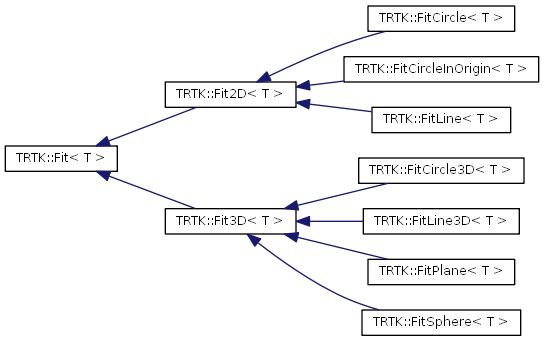 TRTK::FitCircle< T >
TRTK::FitCircleInOrigin< T >
TRTK::Fit2D< T >
TRTK::FitLine< T >
TRTK::Fit< T >
TRTK::FitCircle3D< T >
TRTK::Fit3D< T >
TRTK::FitLine3D< T >
TRTK::FitPlane< T >
TRTK::FitSphere< T >